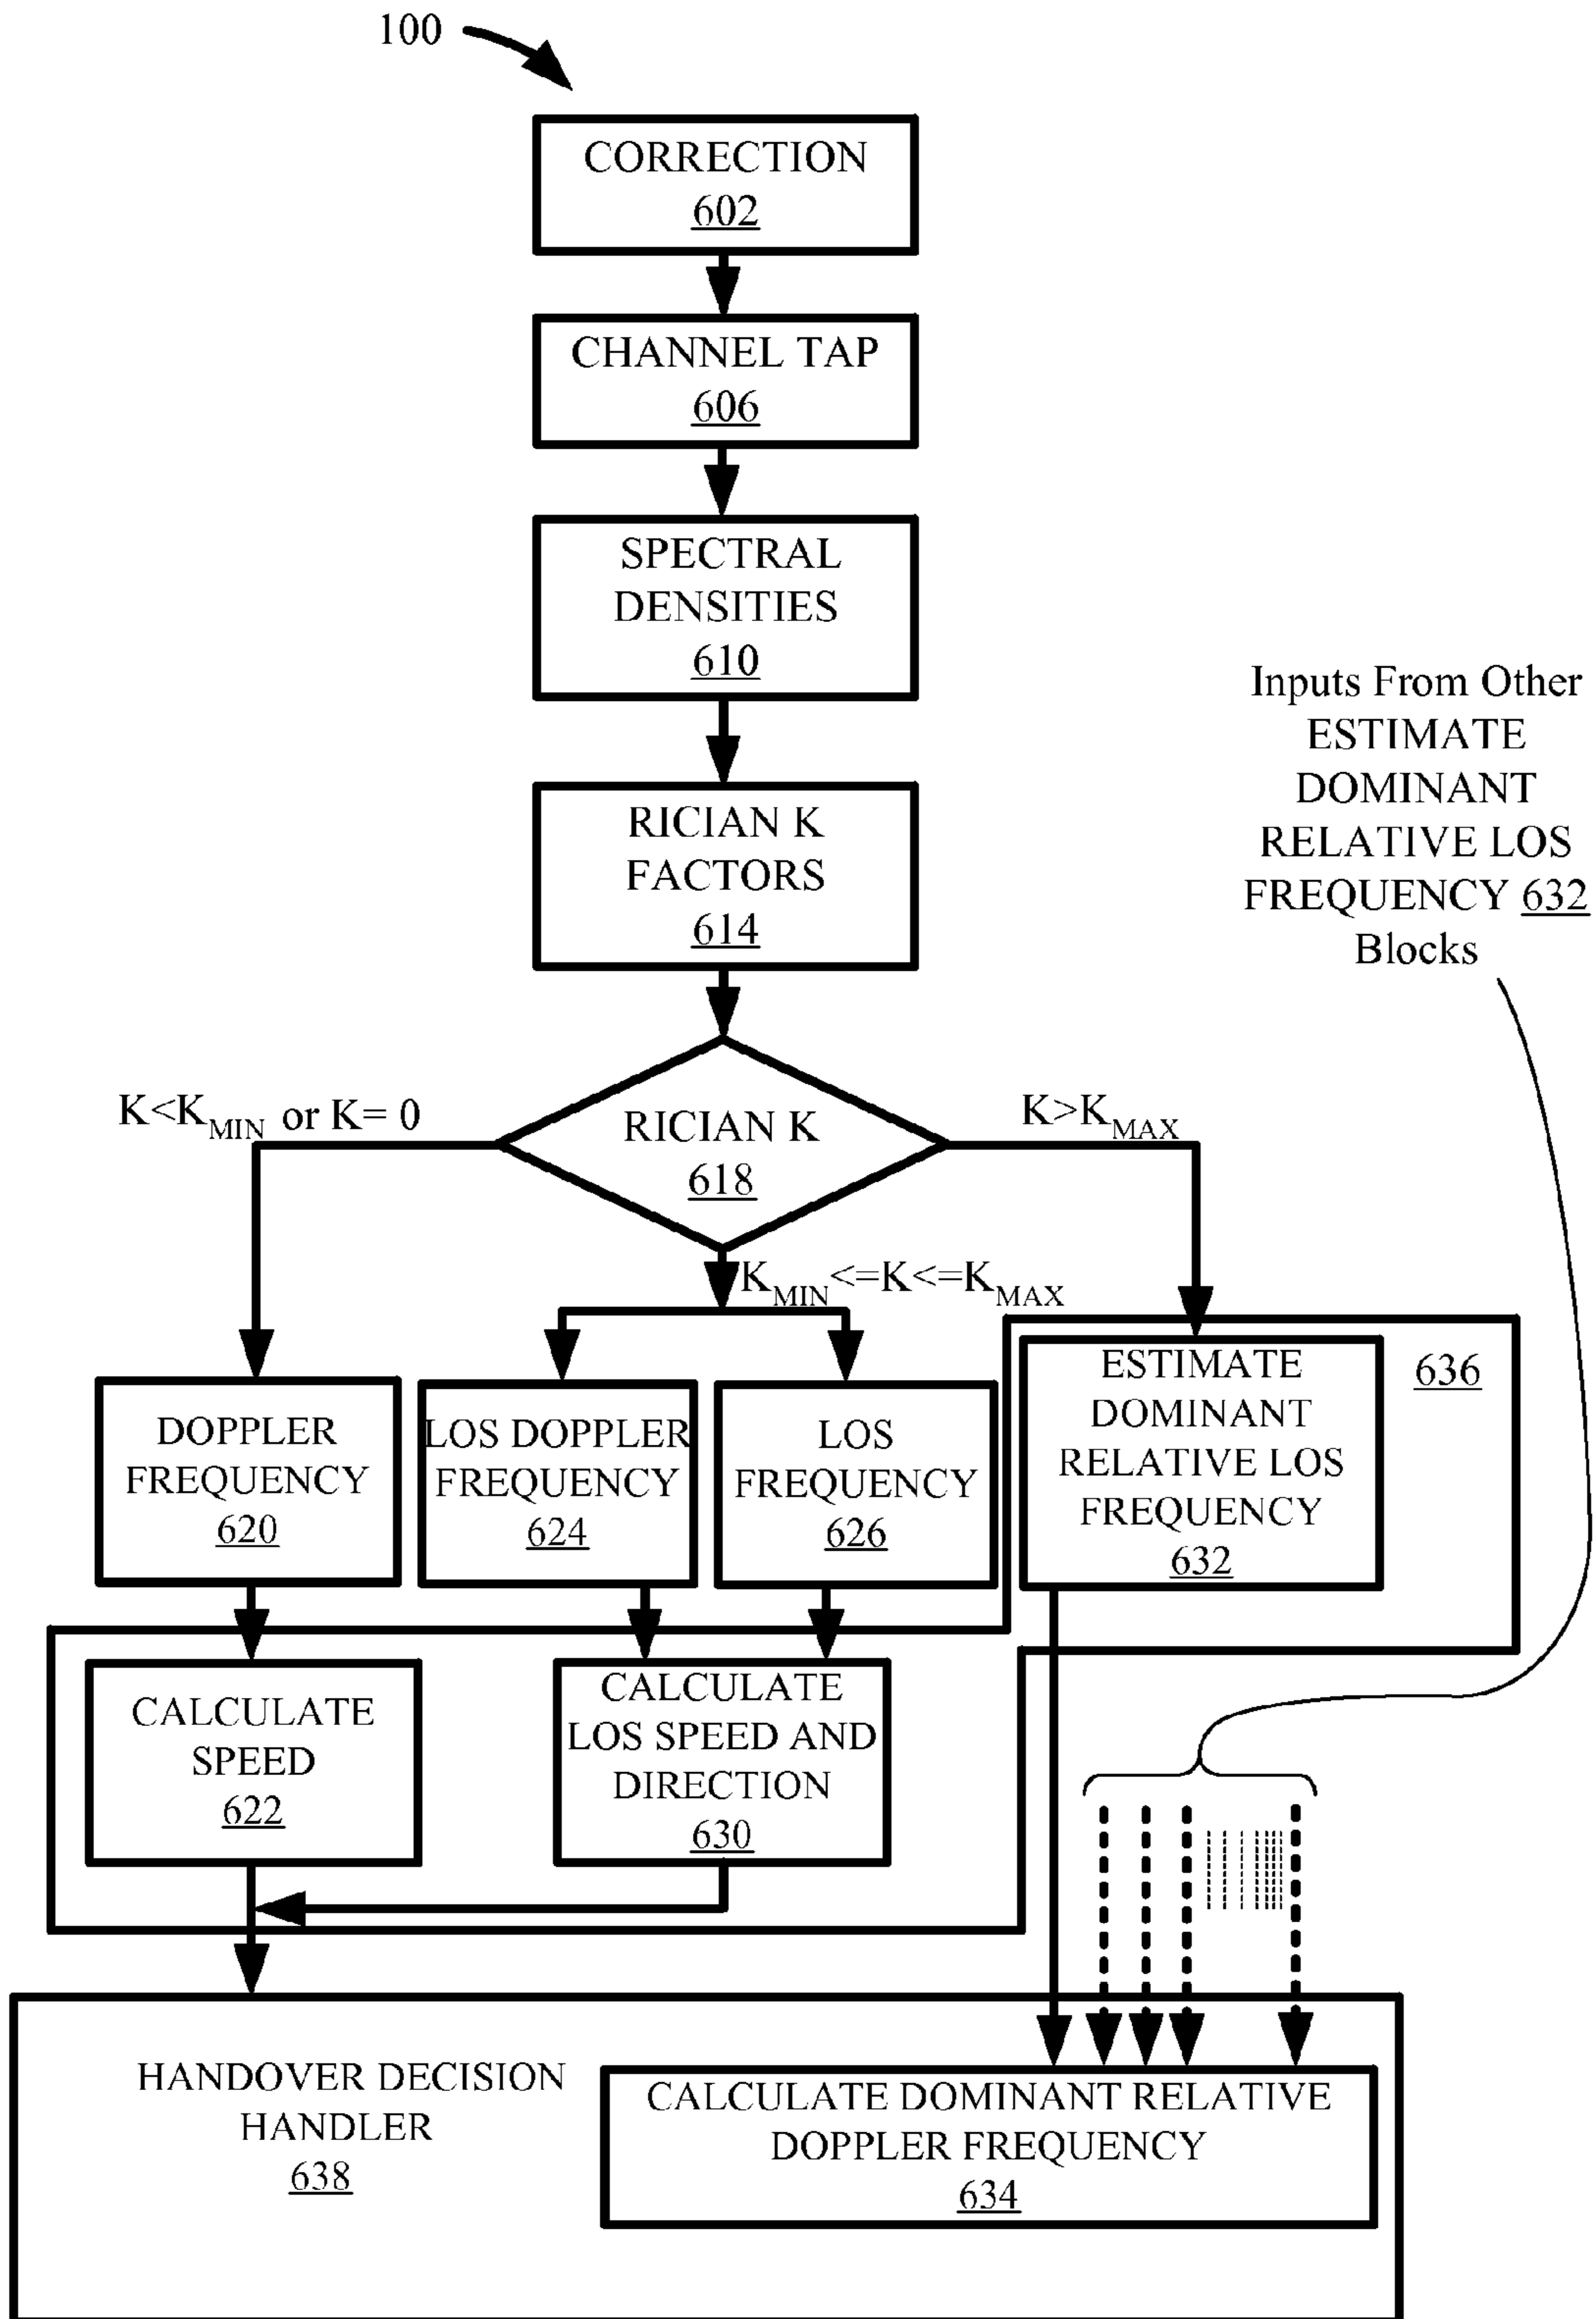 100
CORRECTION
602
CHANNEL TAP
606
SPECTRAL
DENSITIES
610
RICIAN K
FACTORS
614
Inputs From Other
ESTIMATE
DOMINANT
RELATIVE LOS
FREQUENCY 632
Blocks
K<KMIN or K= 0
RICIAN K
618
K>KMAX
KMIN<=K<=KMAX
DOPPLER
FREQUENCY
620
LOS DOPPLER
FREQUENCY
624
LOS
FREQUENCY
626
ESTIMATE
DOMINANT
RELATIVE LOS
FREQUENCY
632
636
CALCULATE
SPEED
622
CALCULATE
LOS SPEED AND
DIRECTION
630
HANDOVER DECISION
HANDLER
638
CALCULATE DOMINANT RELATIVE
DOPPLER FREQUENCY
634